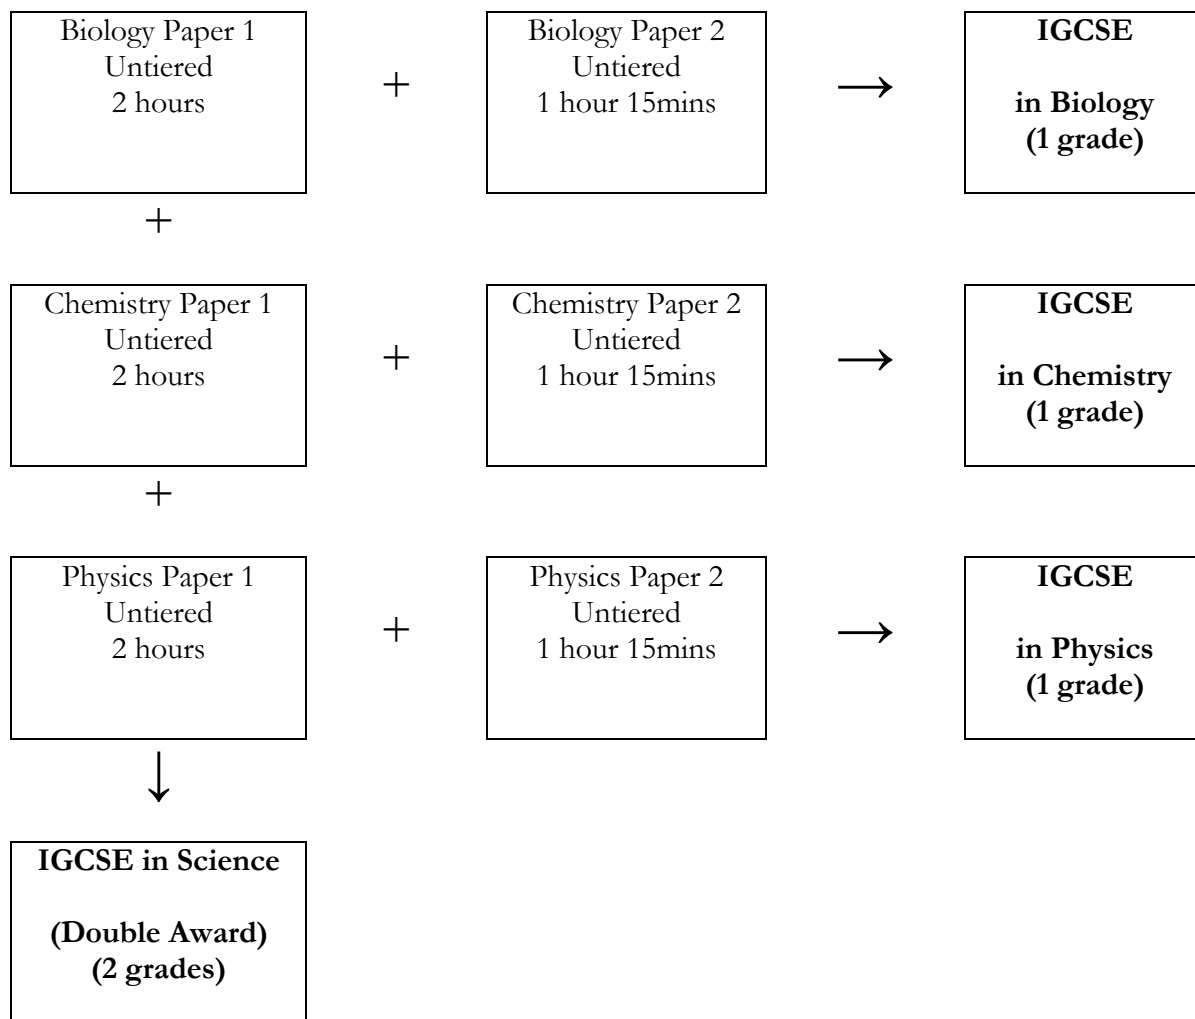 Biology Paper 1
Untiered
2 hours
+
Biology Paper 2
Untiered
1 hour 15mins
→
IGCSE
in Biology
(1 grade)
+
Chemistry Paper 1
Untiered
2 hours
+
Chemistry Paper 2
Untiered
1 hour 15mins
→
IGCSE
in Chemistry
(1 grade)
+
Physics Paper 1
Untiered
2 hours
+
Physics Paper 2
Untiered
1 hour 15mins
→
IGCSE
in Physics
(1 grade)
↓
IGCSE in Science
(Double Award)
(2 grades)